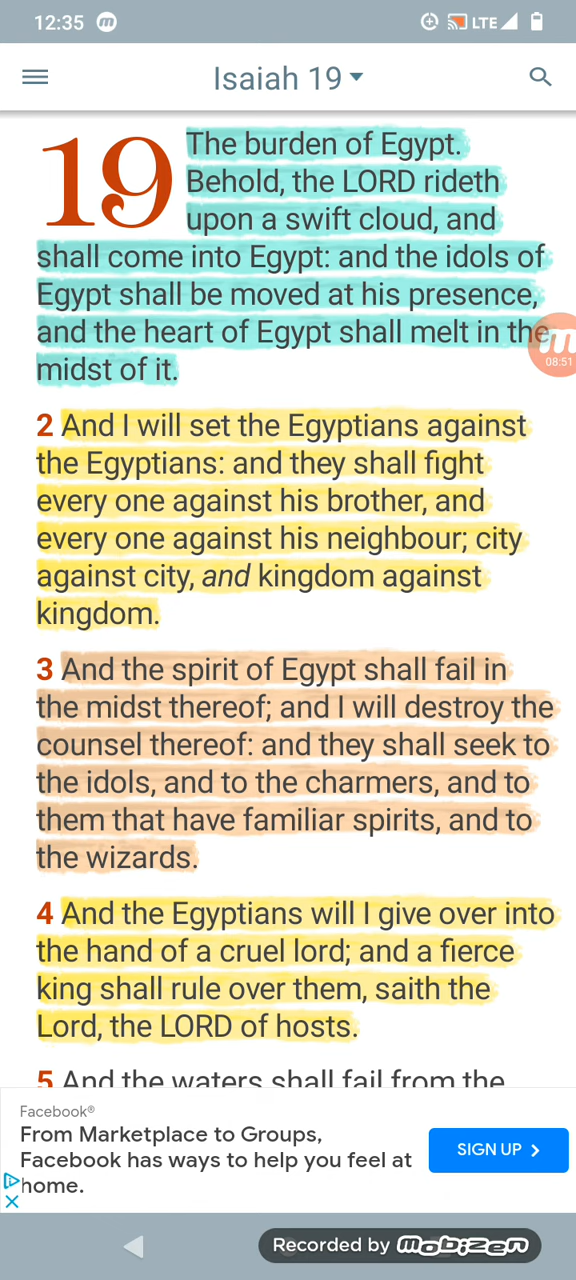 12:35
LTE
Isaiah 19
19 The burden of Egypt.
Behold, the LORD rideth
upon a swift cloud, and
shall come into Egypt: and the idols of
Egypt shall be moved at his presence,
and the heart of Egypt shall melt in the
midst of it.
08:51
2 And I will set the Egyptians against
the Egyptians: and they shall fight
every one against his brother, and
every one against his neighbour; city
against city, and kingdom against
kingdom.
3 And the spirit of Egypt shall fail in
the midst thereof; and I will destroy the
counsel thereof: and they shall seek to
the idols, and to the charmers, and to
them that have familiar spirits, and to
the wizards.
4 And the Egyptians will I give over into
the hand of a cruel lord; and a fierce
king shall rule over them, saith the
Lord, the LORD of hosts.
5 And the waters shall fail from the
Facebook®
From Marketplace to Groups,
Facebook has ways to help you feel at
home.
SIGN UP
Recorded by mobizen